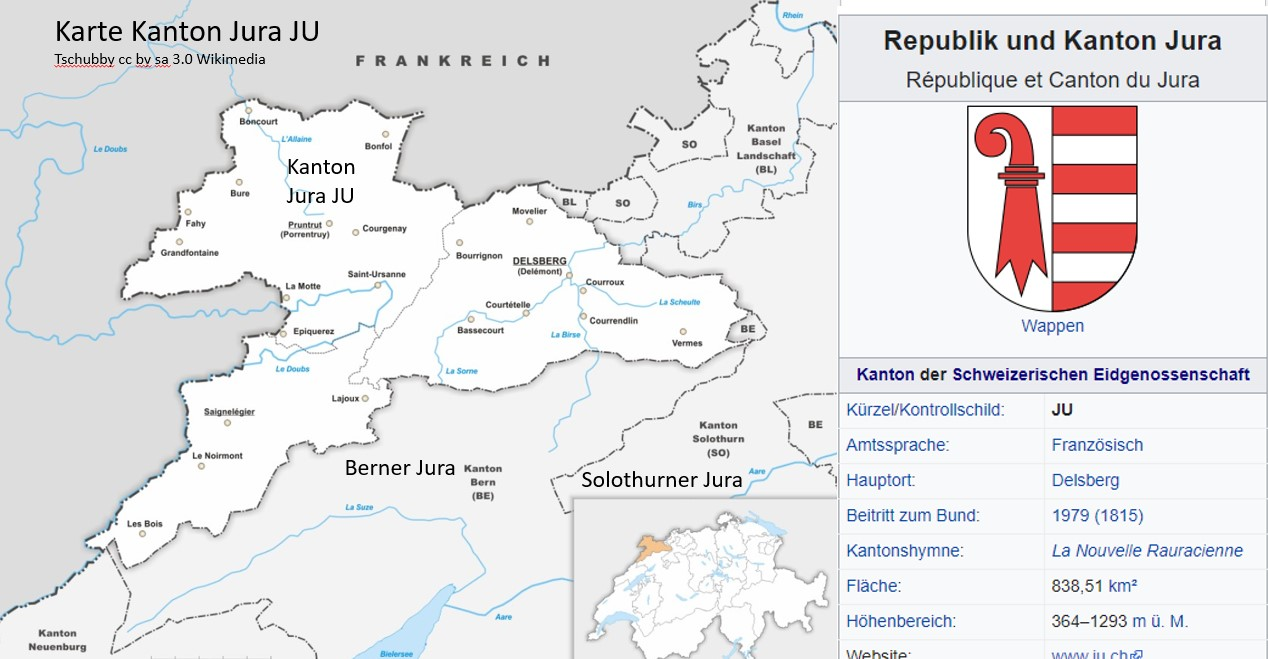 Karte Kanton Jura JU
Tschubby cc by sa 3.0 Wikimedia
FRANKREICH
Rhein
Boncourt
L'Allaine
Bonfol
Le Doubs
Kanton
Jura JU
Kanton
Basel
Landschaft
(BL)
SO
Bure
BL
SO
Birs
Movelier
Fahy
Pruntrut
(Porrentruy)
Courgenay
Grandfontaine
Bourrignon
DELSBERG
(Delémont)
Saint-Ursanne
La Motte
Courroux
Courtételle
La Scheulte
Epiquerez
Bassecourt
Courrendlin
La Birse
BE
Vermes
Le Doubs
La Sorne
Lajoux
Saignelégier
Kanton
Solothurn
(SO)
BE
Le Noirmont
Berner Jura
Kanton
Bern
(BE)
Solothurner Jura
Aare
La Suze
Les Bois
Aare
Kanton
Neuenburg
Bielersee
Republik und Kanton Jura
République et Canton du Jura
Wappen
Kanton der Schweizerischen Eidgenossenschaft
Kürzel/Kontrollschild: JU
Amtssprache: Französisch
Hauptort: Delsberg
Beitritt zum Bund: 1979 (1815)
Kantonshymne: La Nouvelle Rauracienne
Fläche: 838,51 km²
Höhenbereich: 364–1293 m ü. M.
Website: www.ju.ch